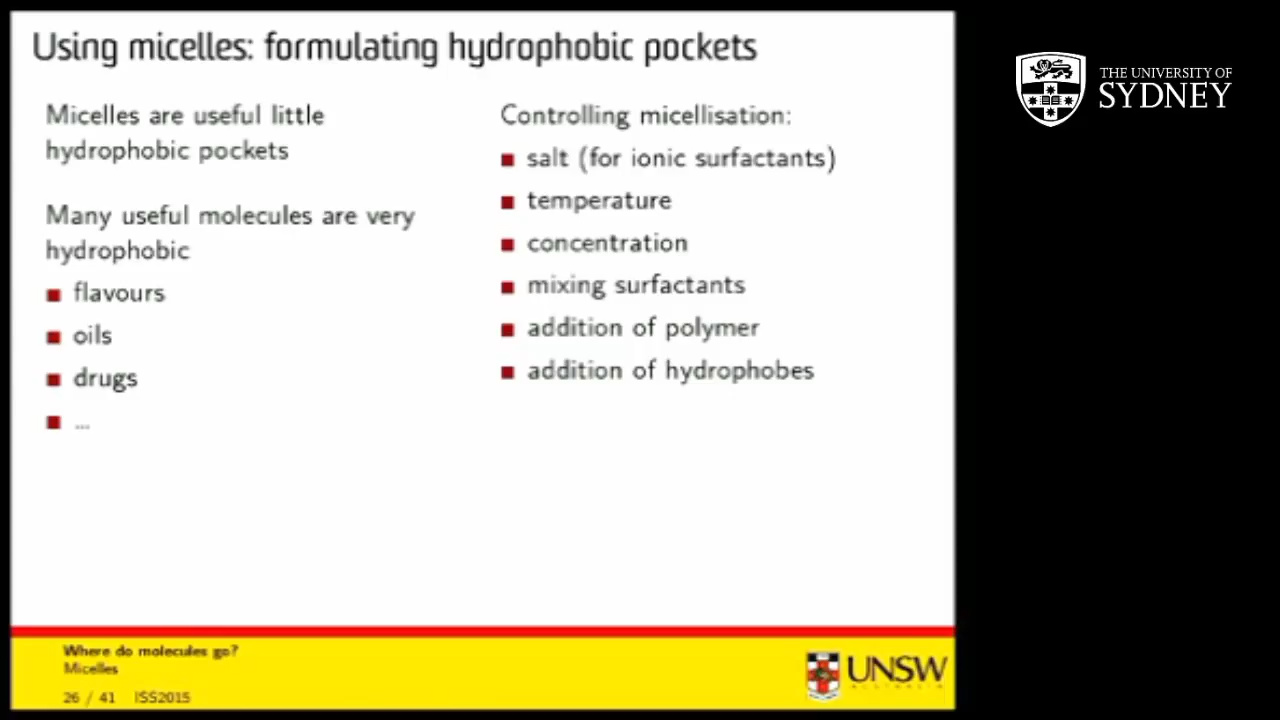 Using micelles: formulating hydrophobic pockets
Micelles are useful little
hydrophobic pockets
Many useful molecules are very
hydrophobic
flavours
oils
drugs
...
Controlling micellisation:
salt (for ionic surfactants)
temperature
concentration
mixing surfactants
addition of polymer
addition of hydrophobes
Where do molecules go?
Micelles
26 / 41 ISS2015
UNSW
AUSTRALIA
THE UNIVERSITY OF
SYDNEY